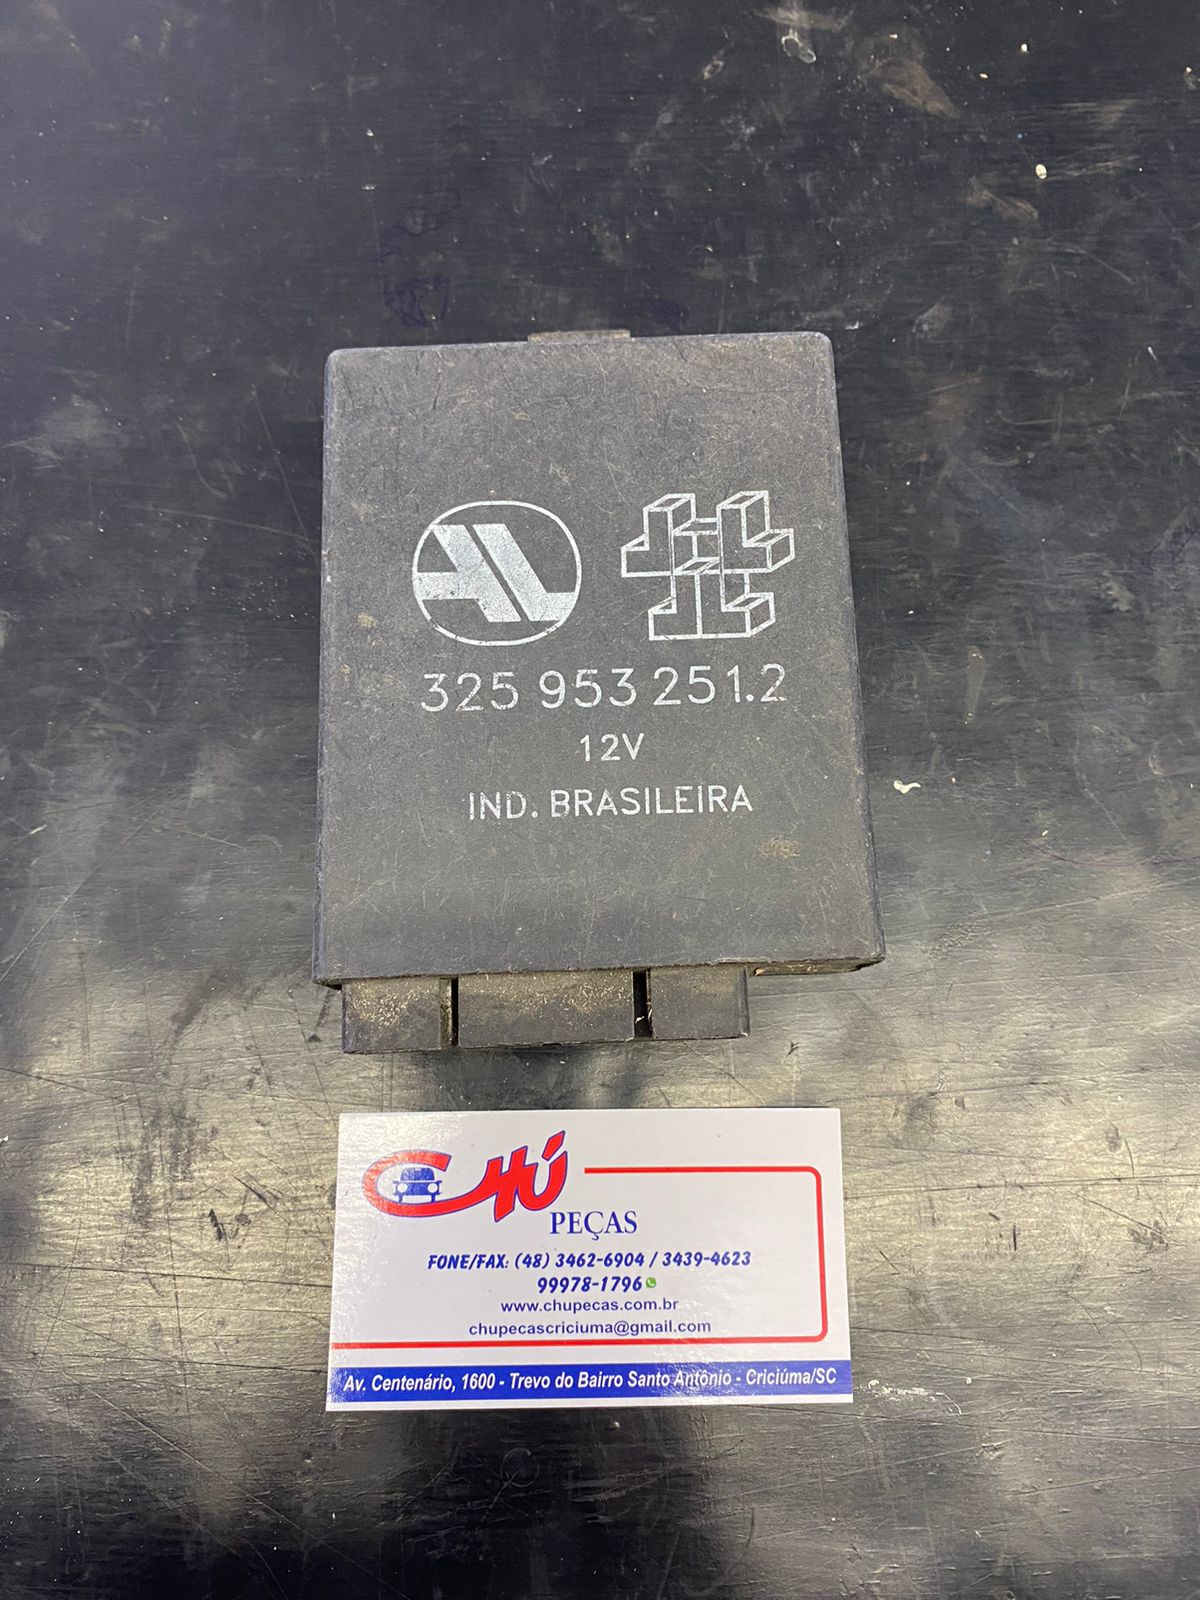 325 953 251.2
12V
IND. BRASILEIRA
CHÚ
PEÇAS
FONE/FAX: (48) 3462-6904 / 3439-4623
99978-1796
www.chupecas.com.br
chupecascriciuma@gmail.com
Av. Centenário, 1600 - Trevo do Bairro Santo Antônio - Criciúma/SC